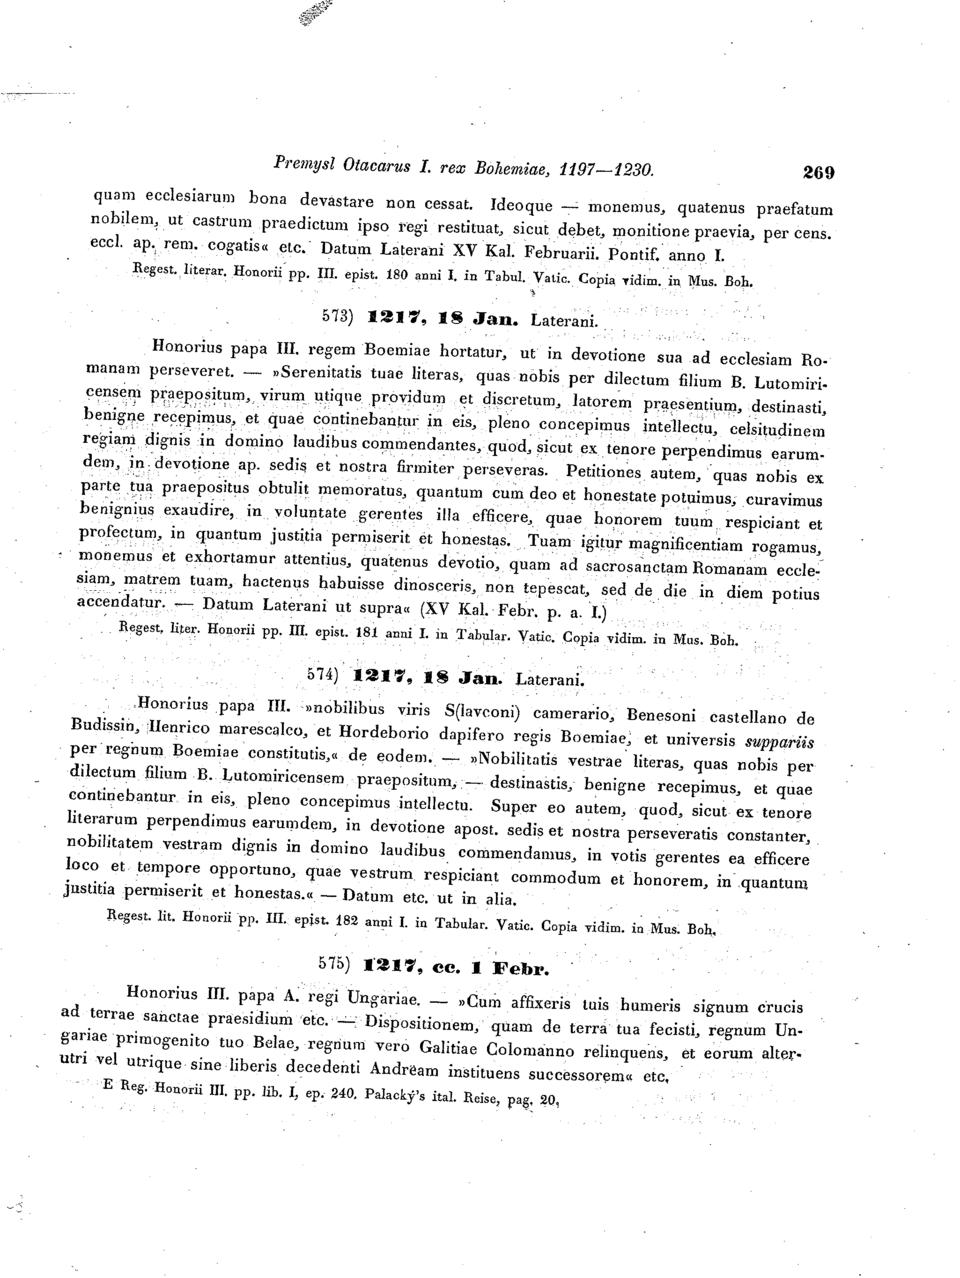 Premysl Otacarus I. rex Bohemiae, 1197—1230. 269
quam ecclesiarum bona devastare non cessat. Ideoque — monemus, quatenus praefatum
nobilem, ut castrum praedictum ipso regi restituat, sicut debet, monitione praevia, per cens.
eccl. ap. rem. cogatis« etc. Datum Laterani XV Kal. Februarii. Pontif. anno I.
Regest. literar. Honorii pp. III. epist. 180 anni I. in Tabul. Vatic. Copia vidim. in Mus. Boh.
573) 1217, 18 Jan. Laterani.
Honorius papa III. regem Boemiae hortatur, ut in devotione sua ad ecclesiam Ro-
manam perseveret. — »Serenitatis tuae literas, quas nobis per dilectum filium B. Lutomiri-
censem praepositum, virum utique providum et discretum, latorem praesentium, destinasti,
benigne recepimus, et quae continebantur in eis, pleno concepimus intellectu, celsitudinem
regiam dignis in domino laudibus commendantes, quod, sicut ex tenore perpendimus earum-
dem, in devotione ap. sedis et nostra firmiter perseveras. Petitiones autem, quas nobis ex
parte tua praepositus obtulit memoratus, quantum cum deo et honestate potuimus, curavimus
benignius exaudire, in voluntate gerentes illa efficere, quae honorem tuum respiciant et
profectum, in quantum justitia permiserit et honestas. Tuam igitur magnificentiam rogamus,
monemus et exhortamur attentius, quatenus devotio, quam ad sacrosanctam Romanam eccle-
siam, matrem tuam, hactenus habuisse dinosceris, non tepescat, sed de die in diem potius
accendatur. — Datum Laterani ut supra« (XV Kal. Febr. p. a. I.)
Regest. liter. Honorii pp. III. epist. 181 anni I. in Tabular. Vatic. Copia vidim. in Mus. Boh.
574) 1217, 18 Jan. Laterani.
Honorius papa III. »nobilibus viris S(lavconi) camerario, Benesoni castellano de
Budissin, Henrico marescalco, et Hordeborio dapifero regis Boemiae, et universis suppariis
per regnum Boemiae constitutis,« de eodem. — »Nobilitatis vestrae literas, quas nobis per
dilectum filium B. Lutomiricensem praepositum, — destinastis, benigne recepimus, et quae
continebantur in eis, pleno concepimus intellectu. Super eo autem, quod, sicut ex tenore
literarum perpendimus earumdem, in devotione apost. sedis et nostra perseveratis constanter,
nobilitatem vestram dignis in domino laudibus commendamus, in votis gerentes ea efficere
loco et tempore opportuno, quae vestrum respiciant commodum et honorem, in quantum
justitia permiserit et honestas.« — Datum etc. ut in alia.
Regest. lit. Honorii pp. III. epist. 182 anni I. in Tabular. Vatic. Copia vidim. in Mus. Boh.
575) 1217, cc. 1 Febr.
Honorius III. papa A. regi Ungariae. — »Cum affixeris tuis humeris signum crucis
ad terrae sanctae praesidium etc. — Dispositionem, quam de terra tua fecisti, regnum Un-
gariae primogenito tuo Belae, regnum vero Galitiae Colomanno relinquens, et eorum alter-
utri vel utrique sine liberis decedenti Andream instituens successorem« etc.
E Reg. Honorii III. pp. lib. I, ep. 240. Palacký's ital. Reise, pag. 20.